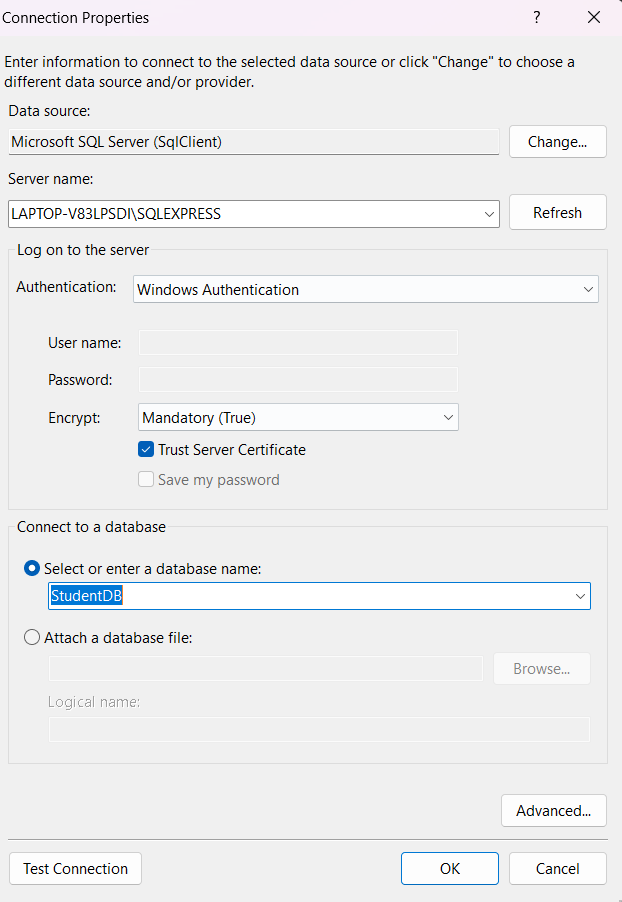 Connection Properties
?
Enter information to connect to the selected data source or click "Change" to choose a
different data source and/or provider.
Data source:
Microsoft SQL Server (SqlClient)
Change...
Server name:
LAPTOP-V83LPSDI\SQLEXPRESS
Refresh
Log on to the server
Authentication:
Windows Authentication
User name:
Password:
Encrypt:
Mandatory (True)
Trust Server Certificate
Save my password
Connect to a database
Select or enter a database name:
StudentDB
Attach a database file:
Browse...
Logical name:
Advanced...
Test Connection
OK
Cancel